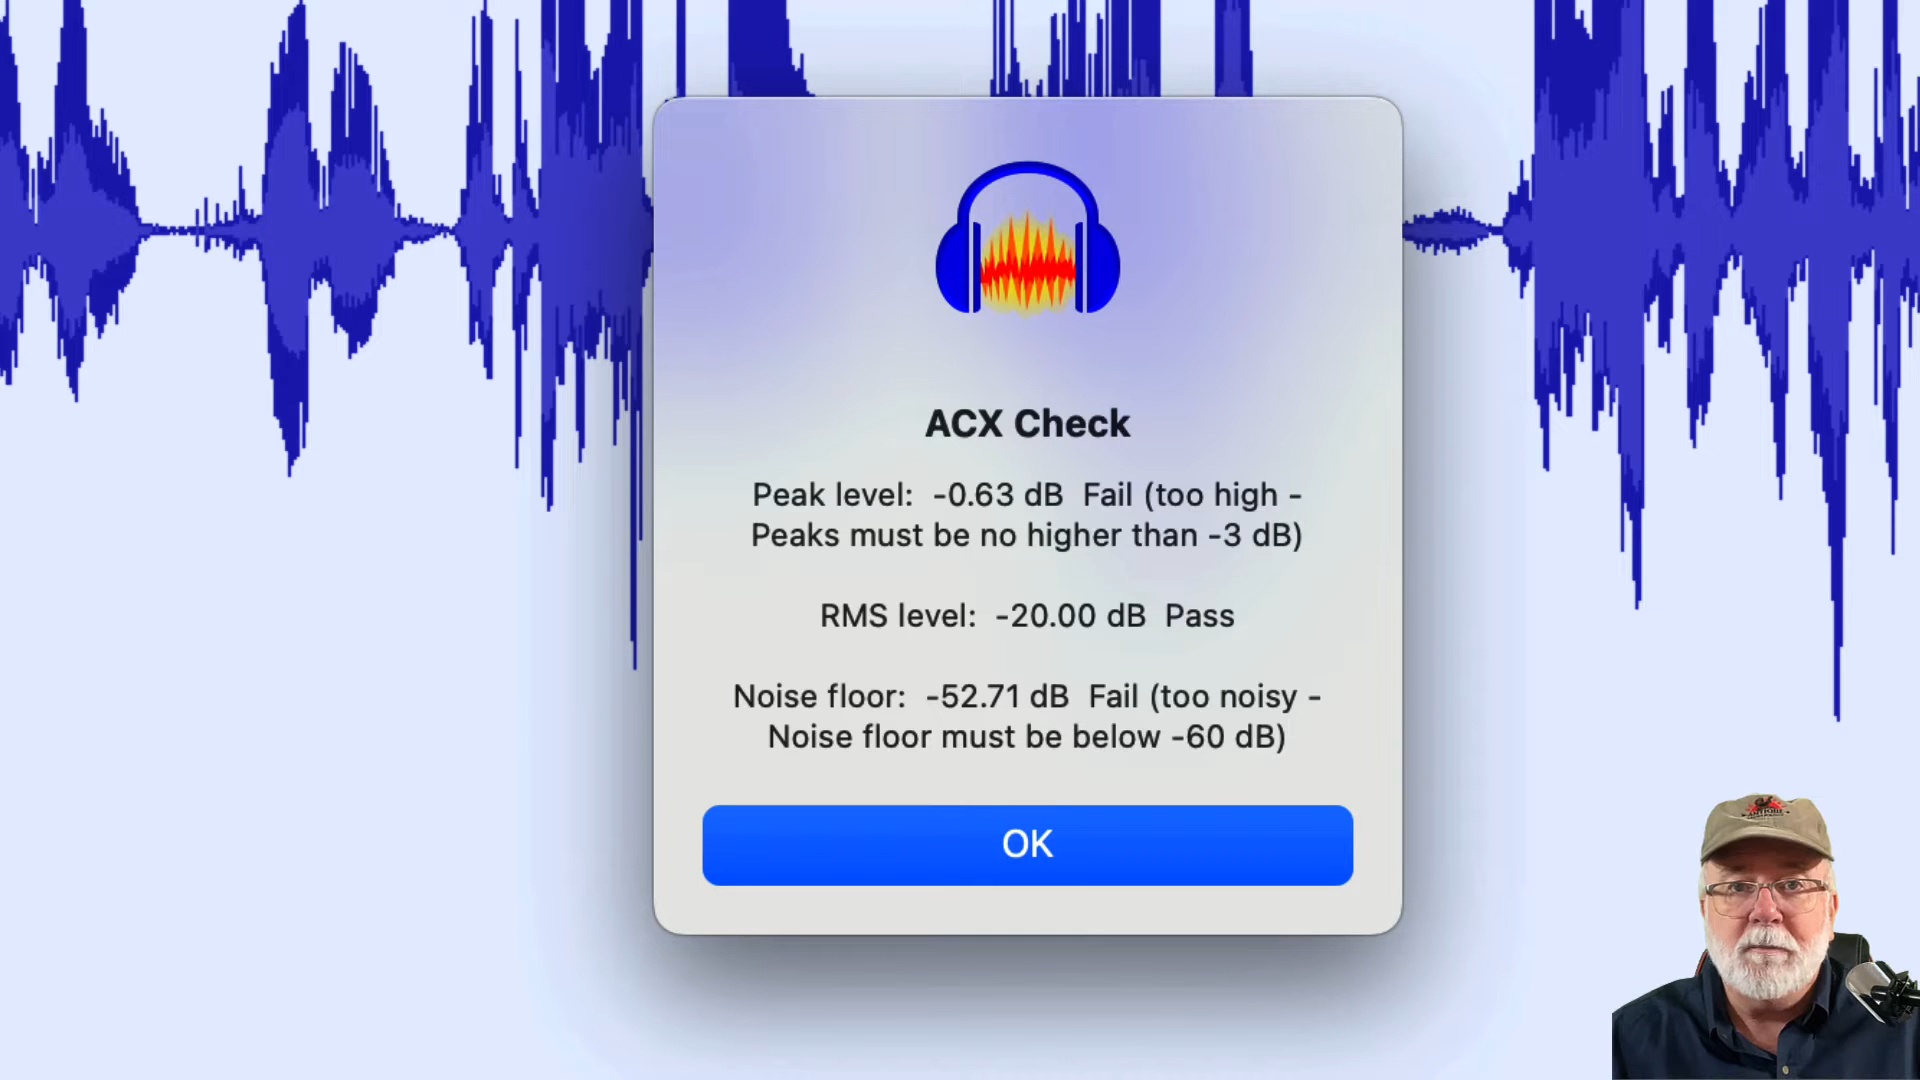 ACX Check
Peak level:  -0.63 dB  Fail (too high -
Peaks must be no higher than -3 dB)
RMS level:  -20.00 dB  Pass
Noise floor:  -52.71 dB  Fail (too noisy -
Noise floor must be below -60 dB)
OK